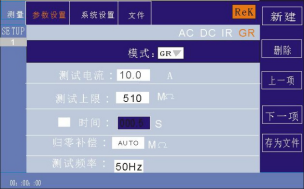 测量 参数设置 系统设置 文件 ReK 新建
SETUP AC DC IR GR
1
模式: GR
删除
测试电流: 10.0 A
上一项
测试上限: 510 MΩ
时间: S
下一项
归零补偿: AUTO MΩ
存为文件
测试频率: 50Hz
00:00:00